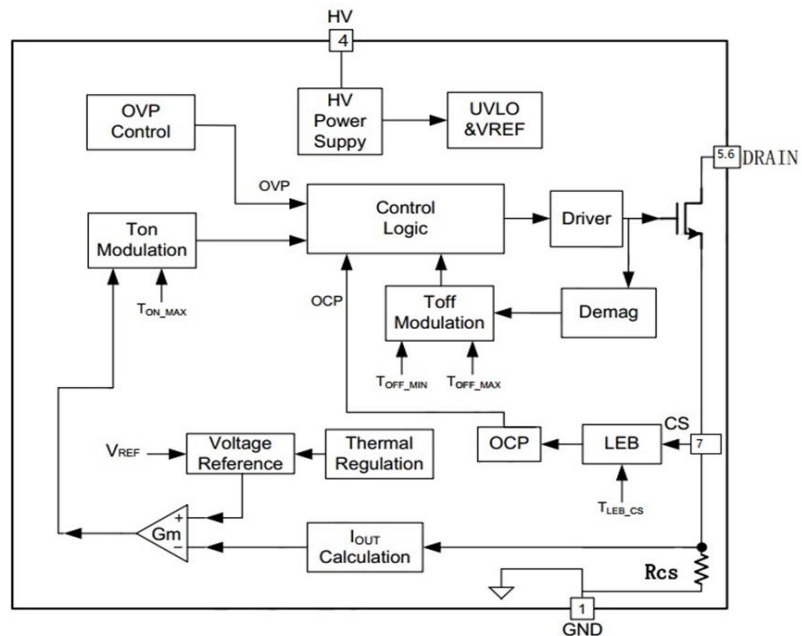 HV
4
OVP
Control
HV
Power
Suppy
UVLO
&VREF
5.6
DRAIN
OVP
Control
Logic
Driver
Ton
Modulation
TON_MAX
OCP
Toff
Modulation
Demag
TOFF_MIN
TOFF_MAX
CS
7
OCP
LEB
TLEB_CS
VREF
Voltage
Reference
Thermal
Regulation
+
Gm
−
IOUT
Calculation
Rcs
1
GND